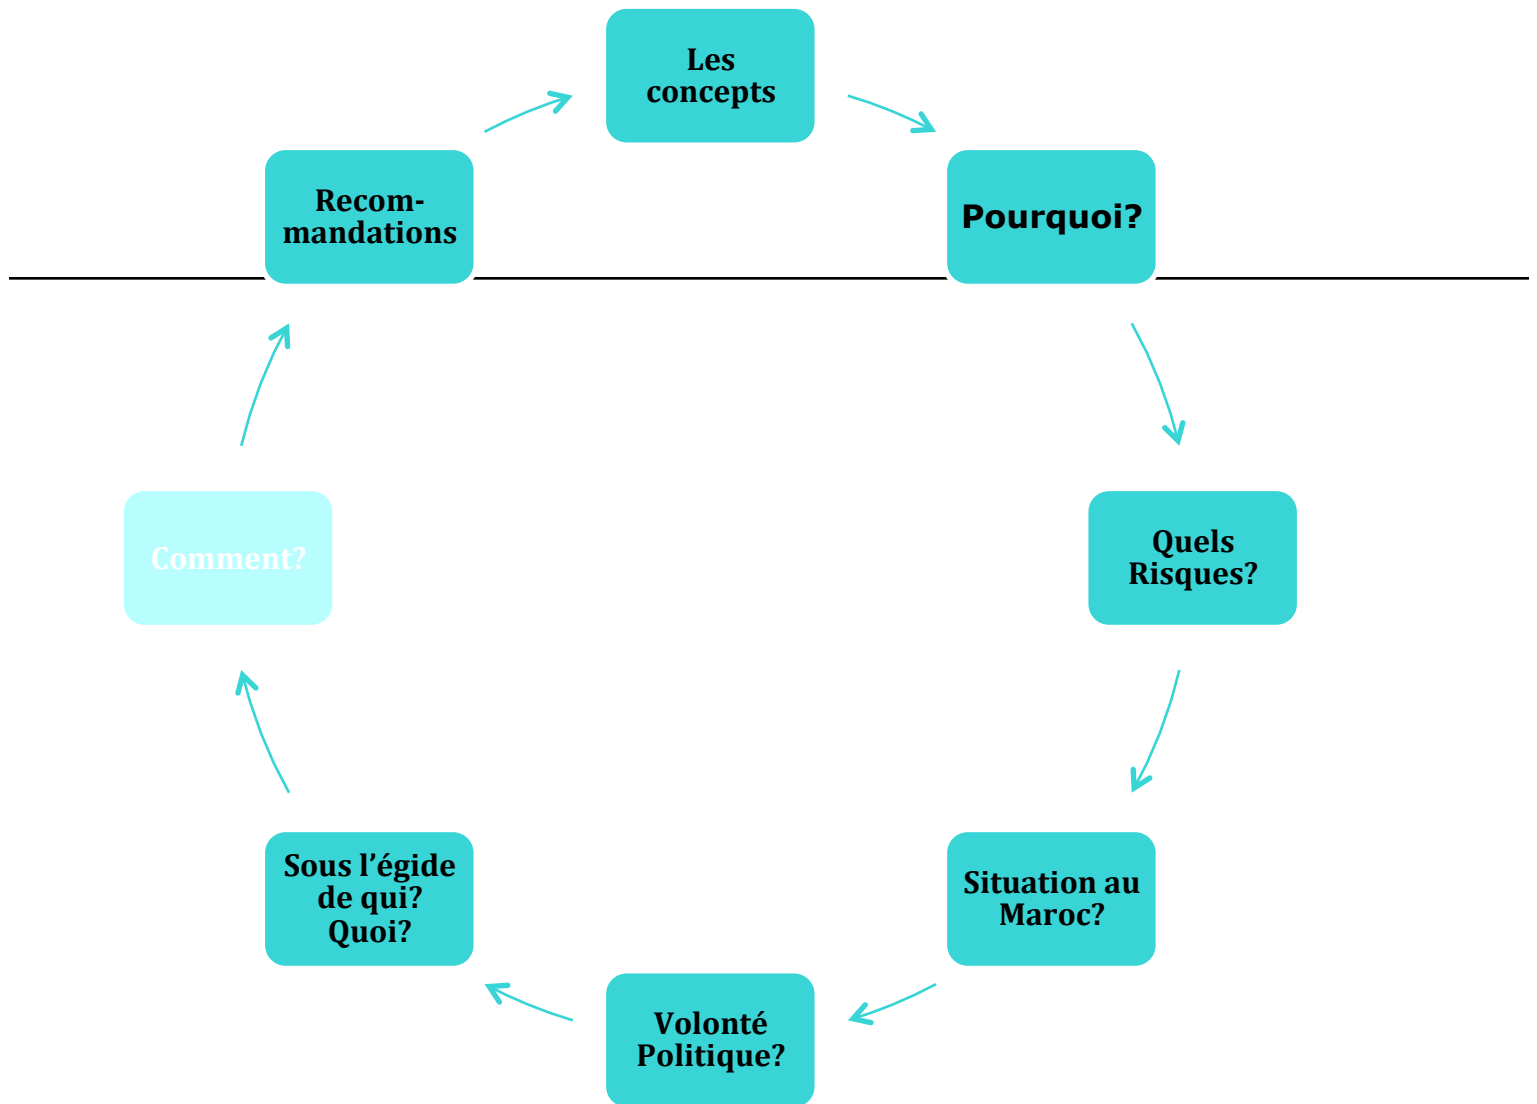 Les
concepts
Pourquoi?
Quels
Risques?
Situation au
Maroc?
Volonté
Politique?
Sous l’égide
de qui?
Quoi?
Comment?
Recom-
mandations